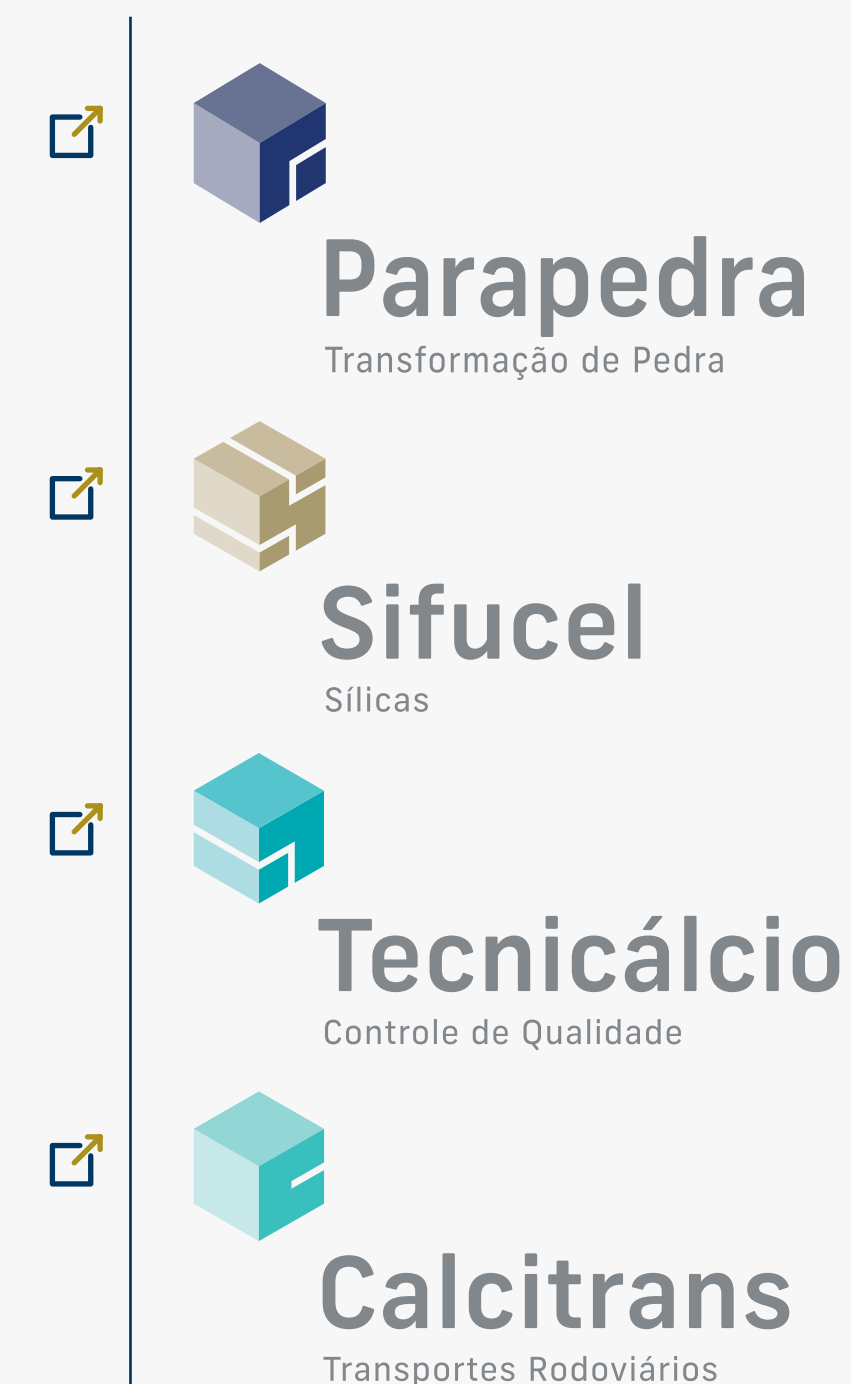 Parapedra
Transformação de Pedra
Sifucel
Sílicas
Tecnicálcio
Controle de Qualidade
Calcitrans
Transportes Rodoviários